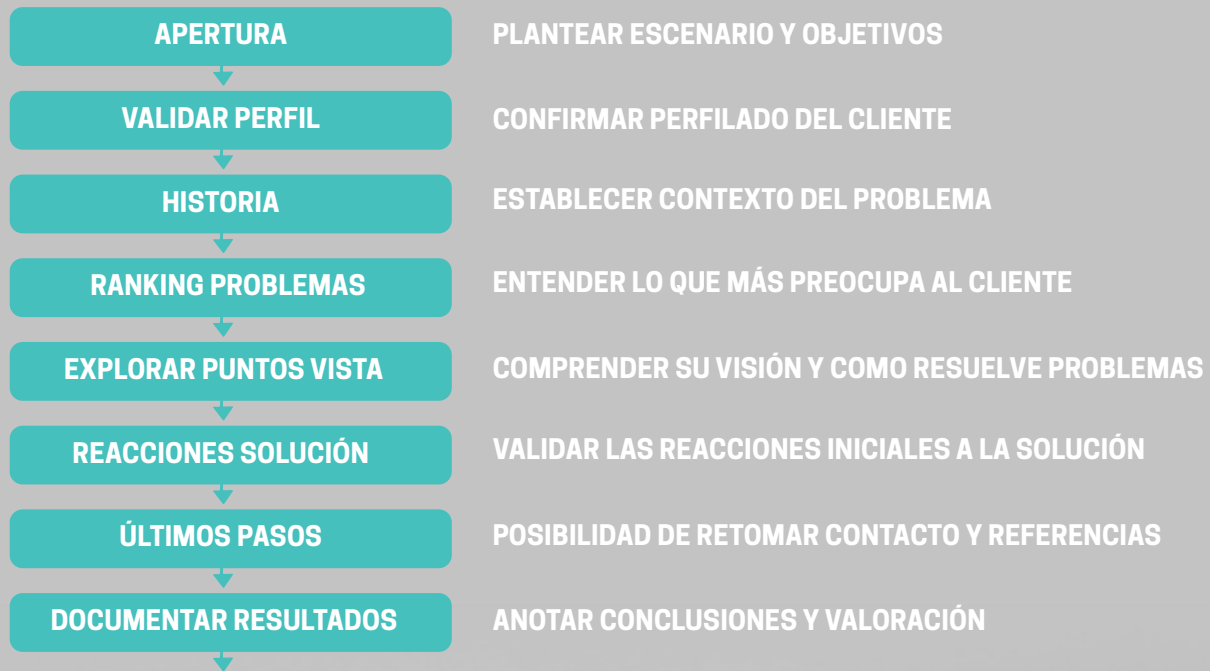 APERTURA
PLANTEAR ESCENARIO Y OBJETIVOS
VALIDAR PERFIL
CONFIRMAR PERFILADO DEL CLIENTE
HISTORIA
ESTABLECER CONTEXTO DEL PROBLEMA
RANKING PROBLEMAS
ENTENDER LO QUE MÁS PREOCUPA AL CLIENTE
EXPLORAR PUNTOS VISTA
COMPRENDER SU VISIÓN Y COMO RESUELVE PROBLEMAS
REACCIONES SOLUCIÓN
VALIDAR LAS REACCIONES INICIALES A LA SOLUCIÓN
ÚLTIMOS PASOS
POSIBILIDAD DE RETOMAR CONTACTO Y REFERENCIAS
DOCUMENTAR RESULTADOS
ANOTAR CONCLUSIONES Y VALORACIÓN